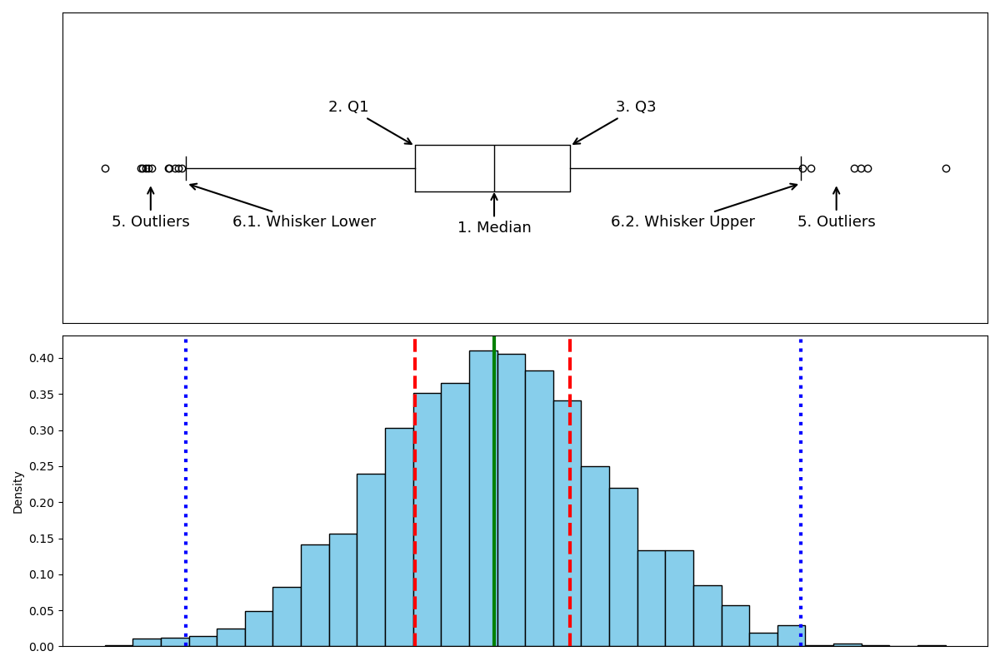 2. Q1
3. Q3
5. Outliers
6.1. Whisker Lower
1. Median
6.2. Whisker Upper
5. Outliers
0.40
0.35
0.30
0.25
0.20
0.15
0.10
0.05
0.00
Density